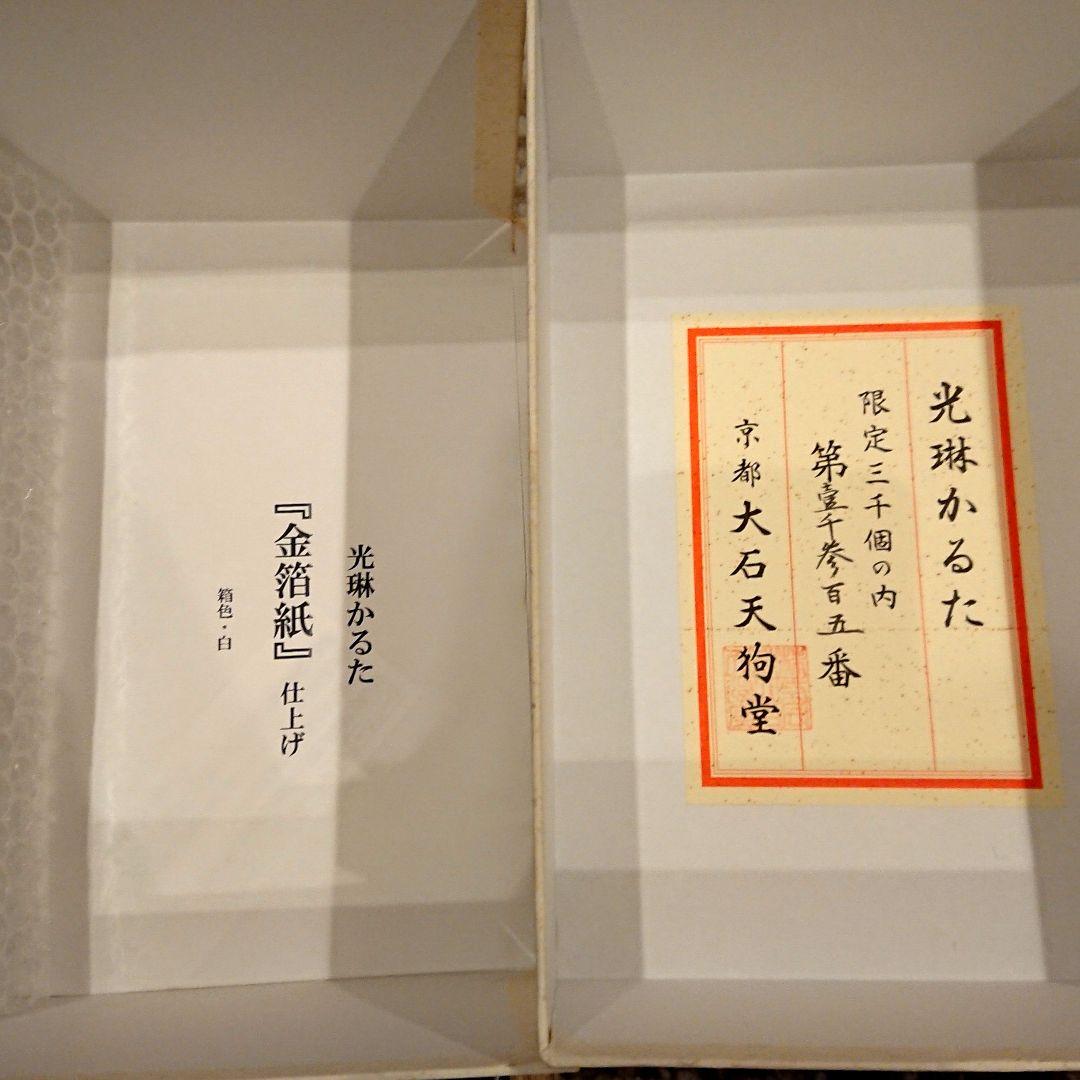 光琳かるた
『金箔紙』仕上げ
箱色・白
光琳かるた
限定三千個の内
第壹千参百五番
京都 大石天狗堂